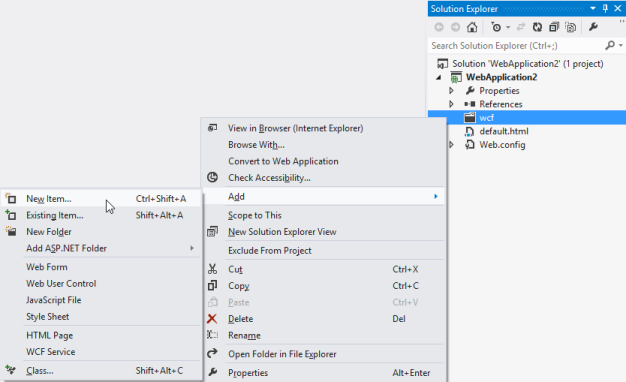 Solution Explorer
Search Solution Explorer (Ctrl+;)
Solution 'WebApplication2' (1 project)
WebApplication2
Properties
References
wcf
default.html
Web.config
View in Browser (Internet Explorer)
Browse With...
Convert to Web Application
Check Accessibility...
Add
Scope to This
New Solution Explorer View
Exclude From Project
Cut Ctrl+X
Copy Ctrl+C
Paste Ctrl+V
Delete Del
Rename
Open Folder in File Explorer
Properties Alt+Enter
New Item... Ctrl+Shift+A
Existing Item... Shift+Alt+A
New Folder
Add ASP.NET Folder
Web Form
Web User Control
JavaScript File
Style Sheet
HTML Page
WCF Service
Class... Shift+Alt+C